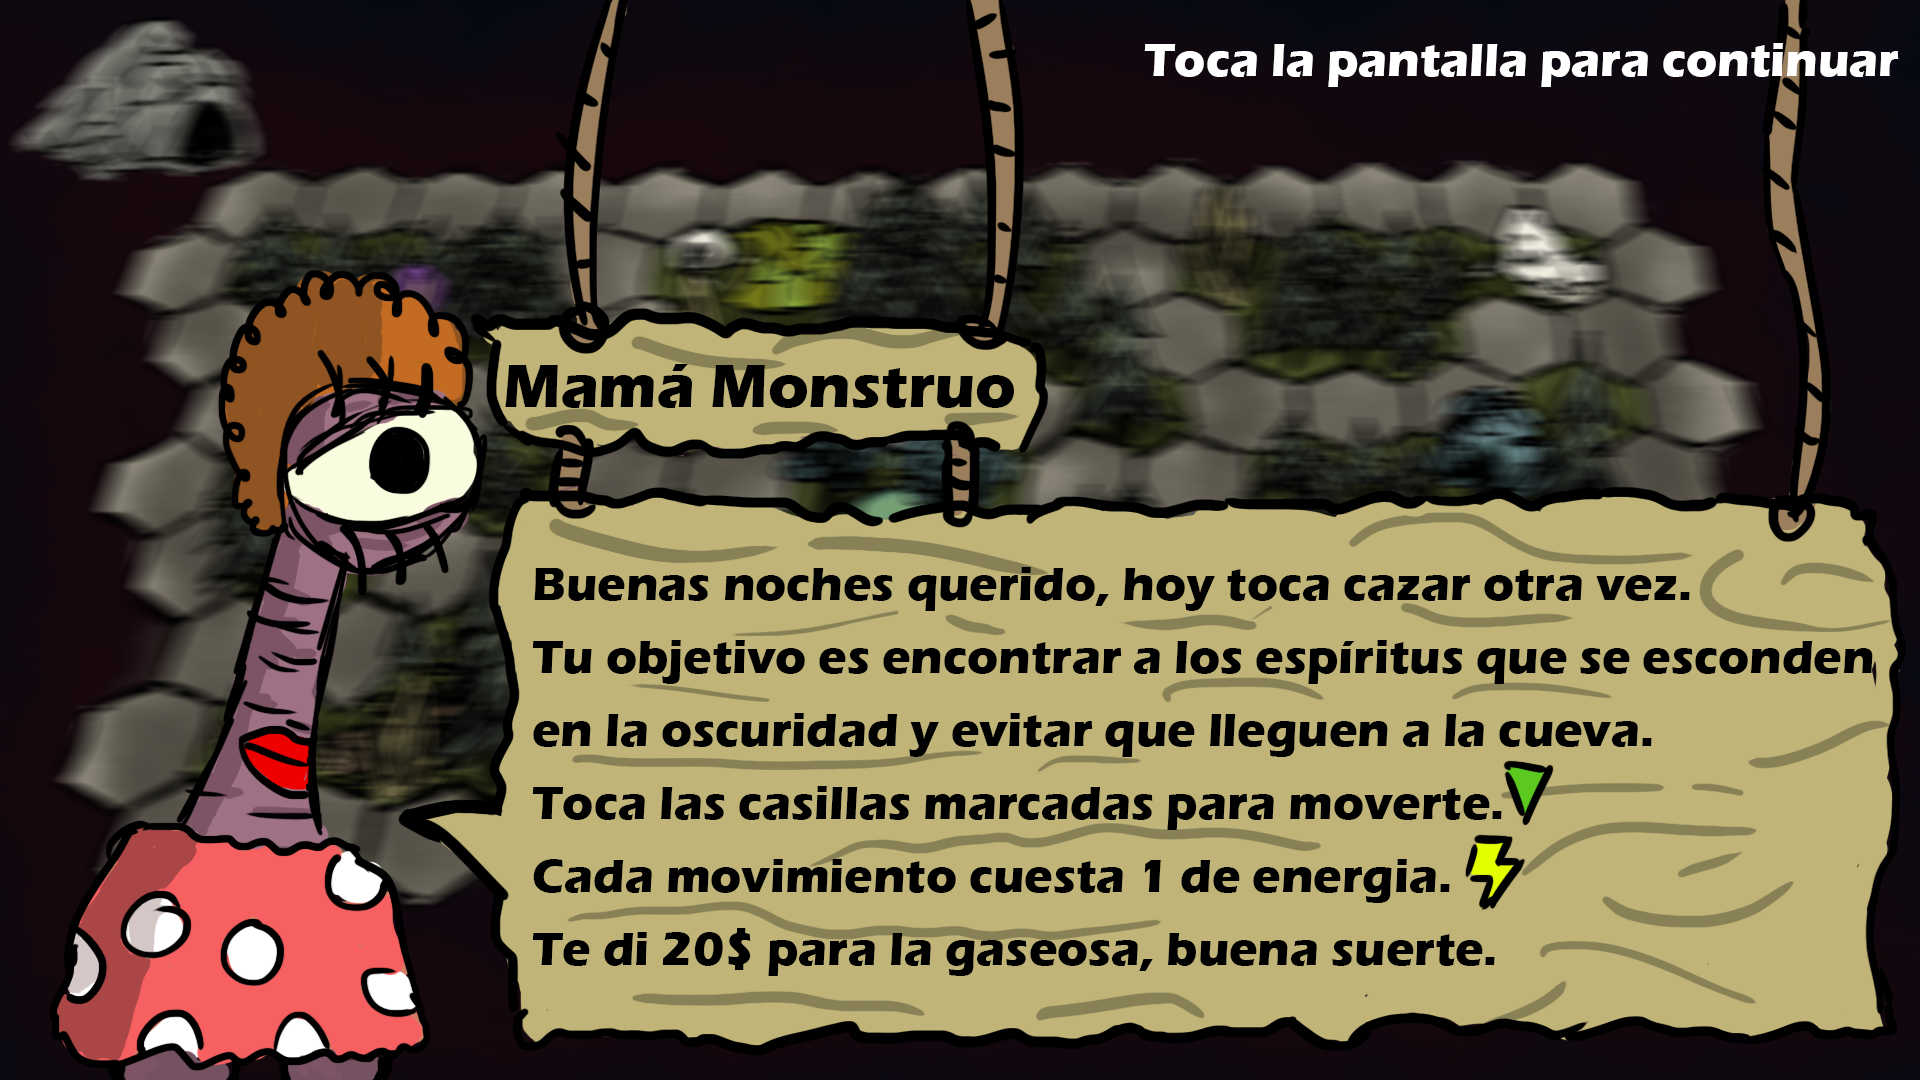 Toca la pantalla para continuar
Mamá Monstruo
Buenas noches querido, hoy toca cazar otra vez.
Tu objetivo es encontrar a los espíritus que se esconden
en la oscuridad y evitar que lleguen a la cueva.
Toca las casillas marcadas para moverte.
Cada movimiento cuesta 1 de energia.
Te di 20$ para la gaseosa, buena suerte.